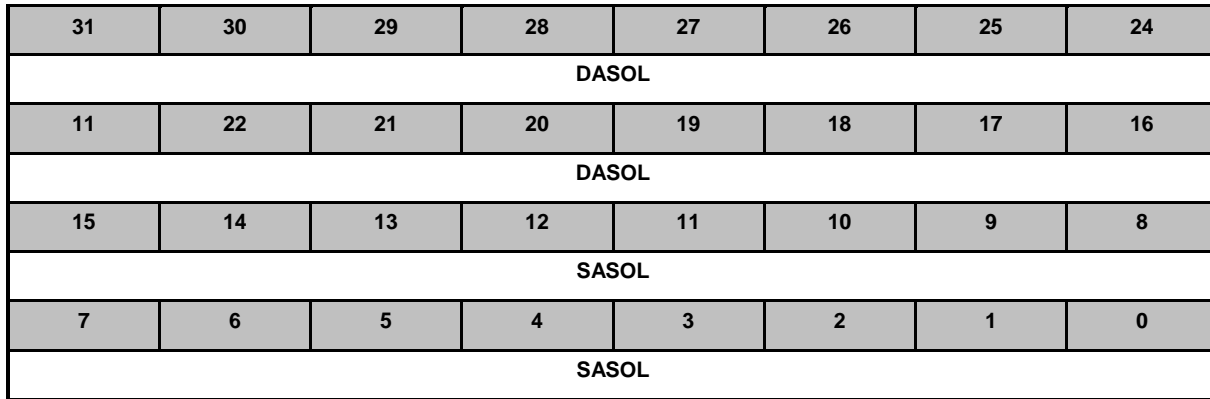 31 30 29 28 27 26 25 24
DASOL
11 22 21 20 19 18 17 16
DASOL
15 14 13 12 11 10 9 8
SASOL
7 6 5 4 3 2 1 0
SASOL